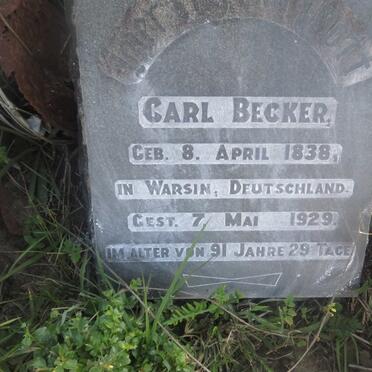 CARL BECKER,
GEB. 8. APRIL 1838,
IN WARSIN, DEUTSCHLAND.
GEST. 7. MAI 1929.
IM ALTER VON 91 JAHRE 29 TAGE